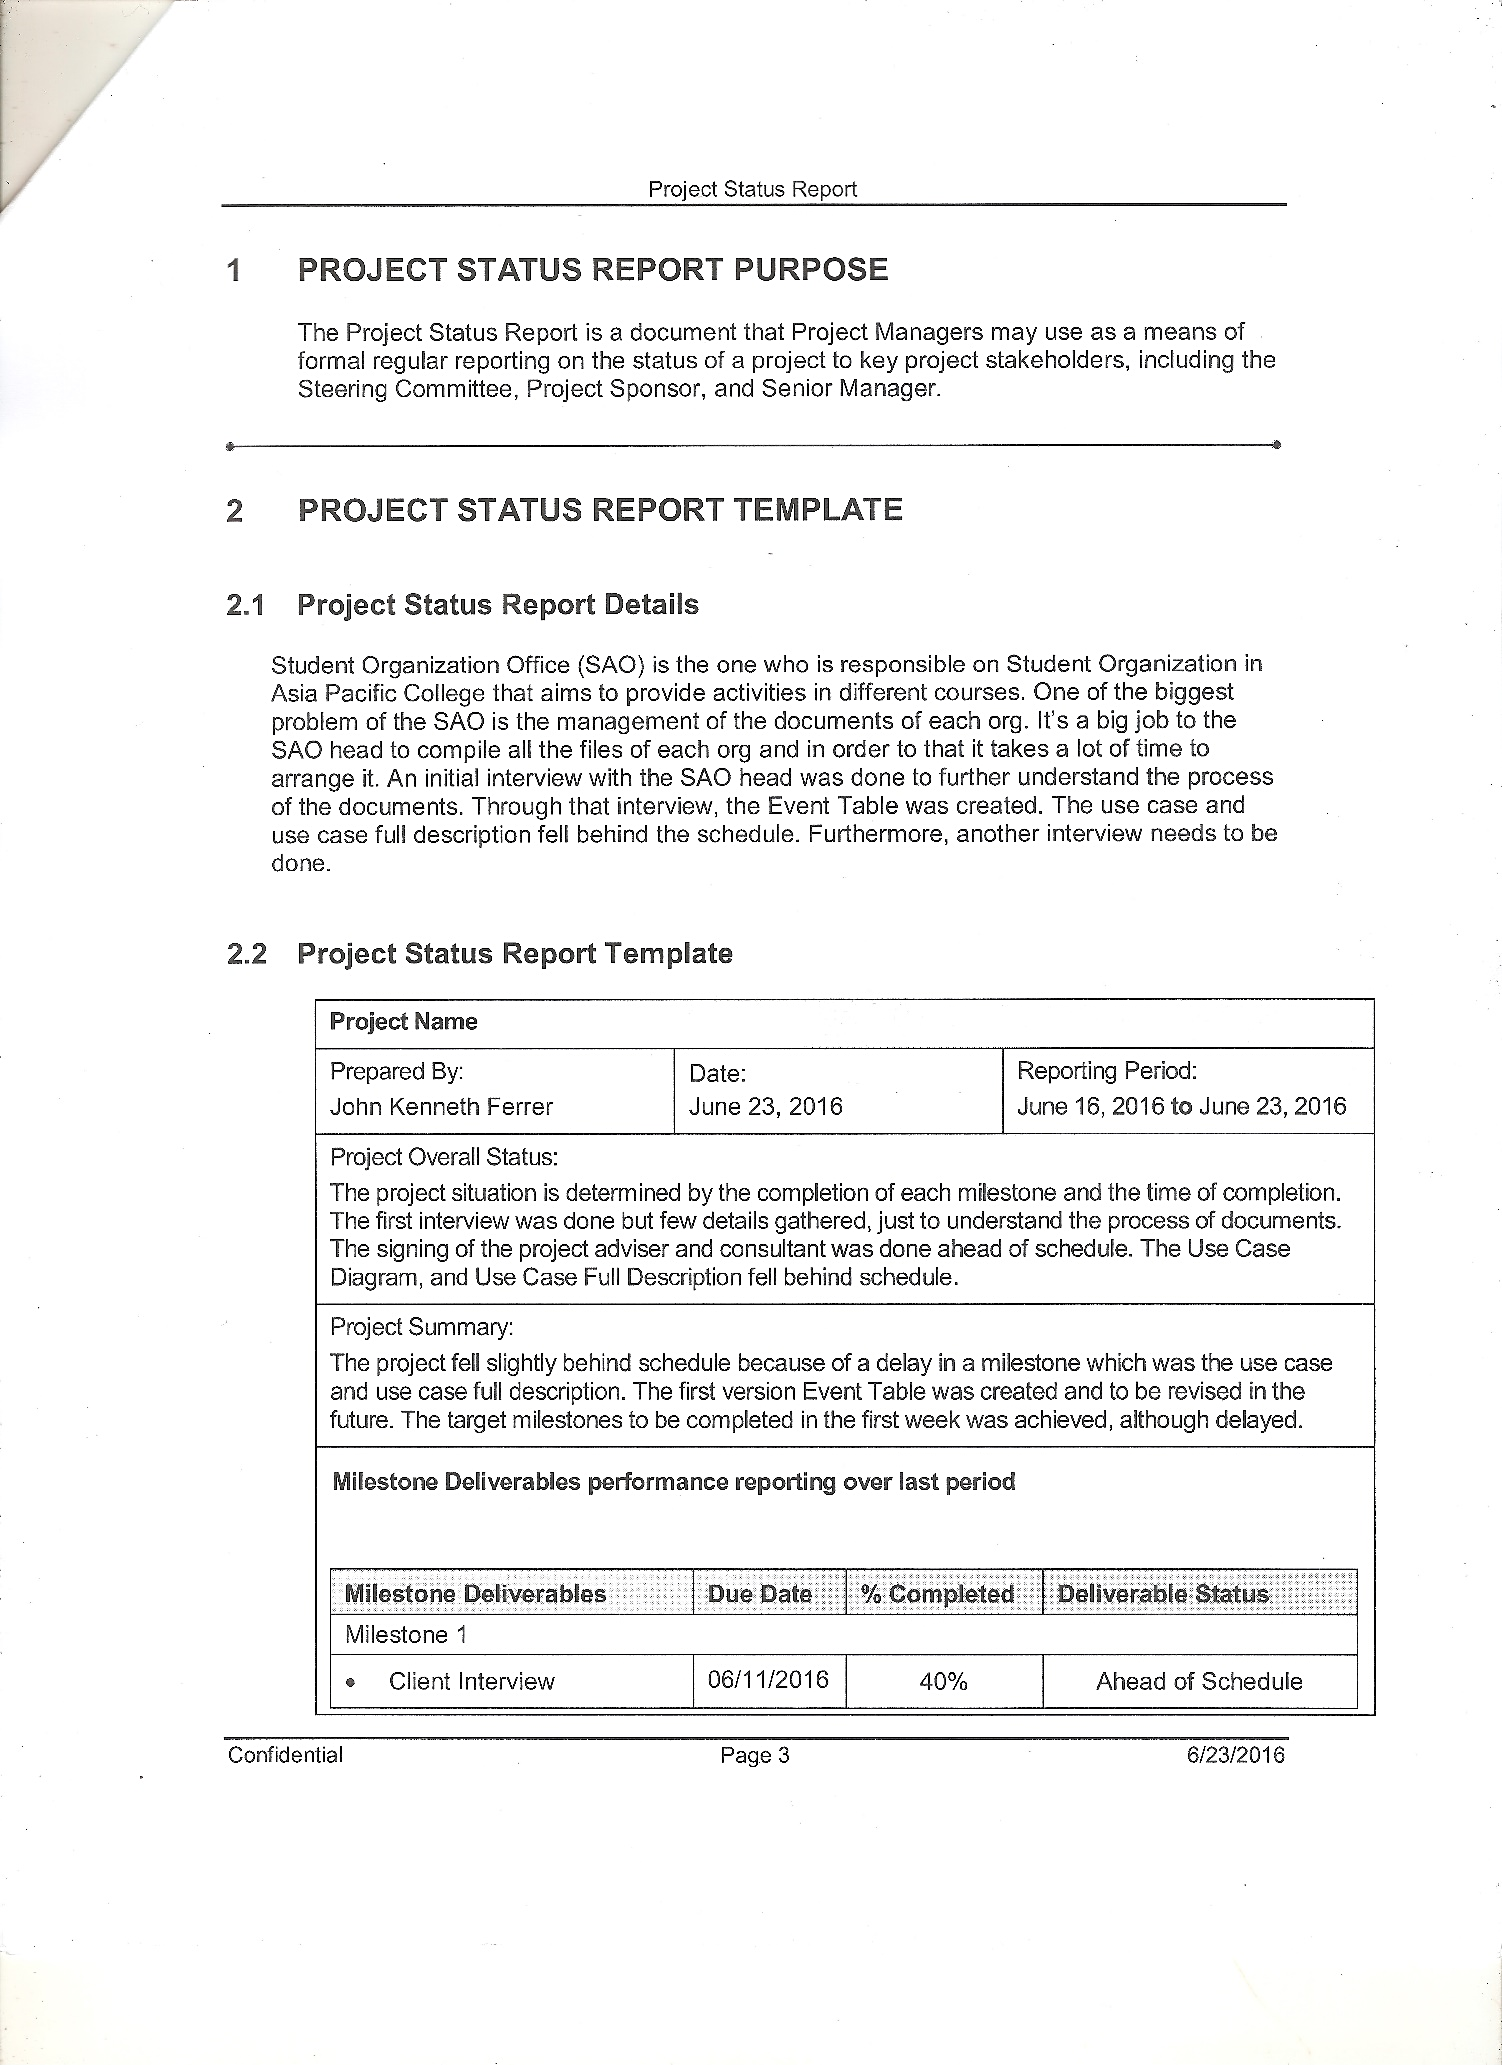 Project Status Report
1 PROJECT STATUS REPORT PURPOSE
The Project Status Report is a document that Project Managers may use as a means of
formal regular reporting on the status of a project to key project stakeholders, including the
Steering Committee, Project Sponsor, and Senior Manager.
2 PROJECT STATUS REPORT TEMPLATE
2.1 Project Status Report Details
Student Organization Office (SAO) is the one who is responsible on Student Organization in
Asia Pacific College that aims to provide activities in different courses. One of the biggest
problem of the SAO is the management of the documents of each org. It's a big job to the
SAO head to compile all the files of each org and in order to that it takes a lot of time to
arrange it. An initial interview with the SAO head was done to further understand the process
of the documents. Through that interview, the Event Table was created. The use case and
use case full description fell behind the schedule. Furthermore, another interview needs to be
done.
2.2 Project Status Report Template
Project Name
Prepared By: Date: Reporting Period:
John Kenneth Ferrer June 23, 2016 June 16, 2016 to June 23, 2016
Project Overall Status:
The project situation is determined by the completion of each milestone and the time of completion.
The first interview was done but few details gathered, just to understand the process of documents.
The signing of the project adviser and consultant was done ahead of schedule. The Use Case
Diagram, and Use Case Full Description fell behind schedule.
Project Summary:
The project fell slightly behind schedule because of a delay in a milestone which was the use case
and use case full description. The first version Event Table was created and to be revised in the
future. The target milestones to be completed in the first week was achieved, although delayed.
Milestone Deliverables performance reporting over last period
Milestone Deliverables Due Date % Completed Deliverable Status
Milestone 1
• Client Interview 06/11/2016 40% Ahead of Schedule
Confidential Page 3 6/23/2016